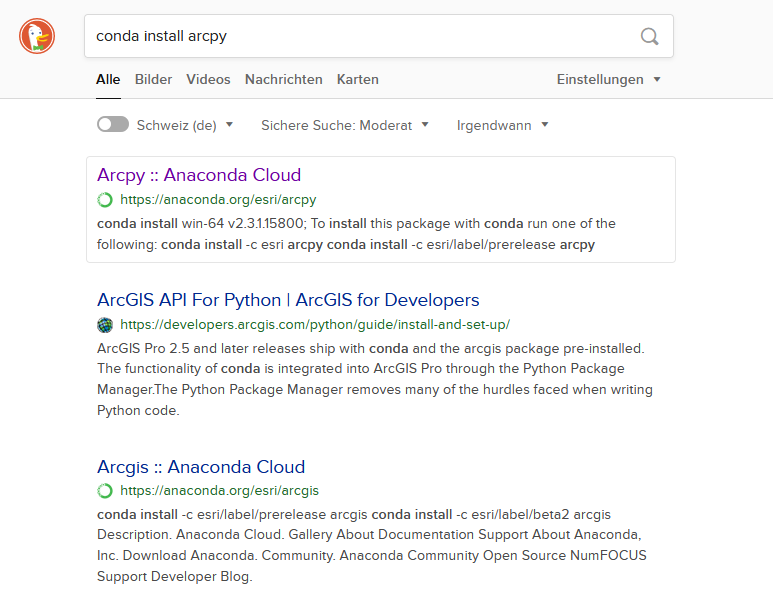 conda install arcpy
Alle Bilder Videos Nachrichten Karten Einstellungen
Schweiz (de) Sichere Suche: Moderat Irgendwann
Arcpy :: Anaconda Cloud
https://anaconda.org/esri/arcpy
conda install win-64 v2.3.1.15800; To install this package with conda run one of the
following: conda install -c esri arcpy conda install -c esri/label/prerelease arcpy
ArcGIS API For Python | ArcGIS for Developers
https://developers.arcgis.com/python/guide/install-and-set-up/
ArcGIS Pro 2.5 and later releases ship with conda and the arcgis package pre-installed.
The functionality of conda is integrated into ArcGIS Pro through the Python Package
Manager.The Python Package Manager removes many of the hurdles faced when writing
Python code.
Arcgis :: Anaconda Cloud
https://anaconda.org/esri/arcgis
conda install -c esri/label/prerelease arcgis conda install -c esri/label/beta2 arcgis
Description. Anaconda Cloud. Gallery About Documentation Support About Anaconda,
Inc. Download Anaconda. Community. Anaconda Community Open Source NumFOCUS
Support Developer Blog.